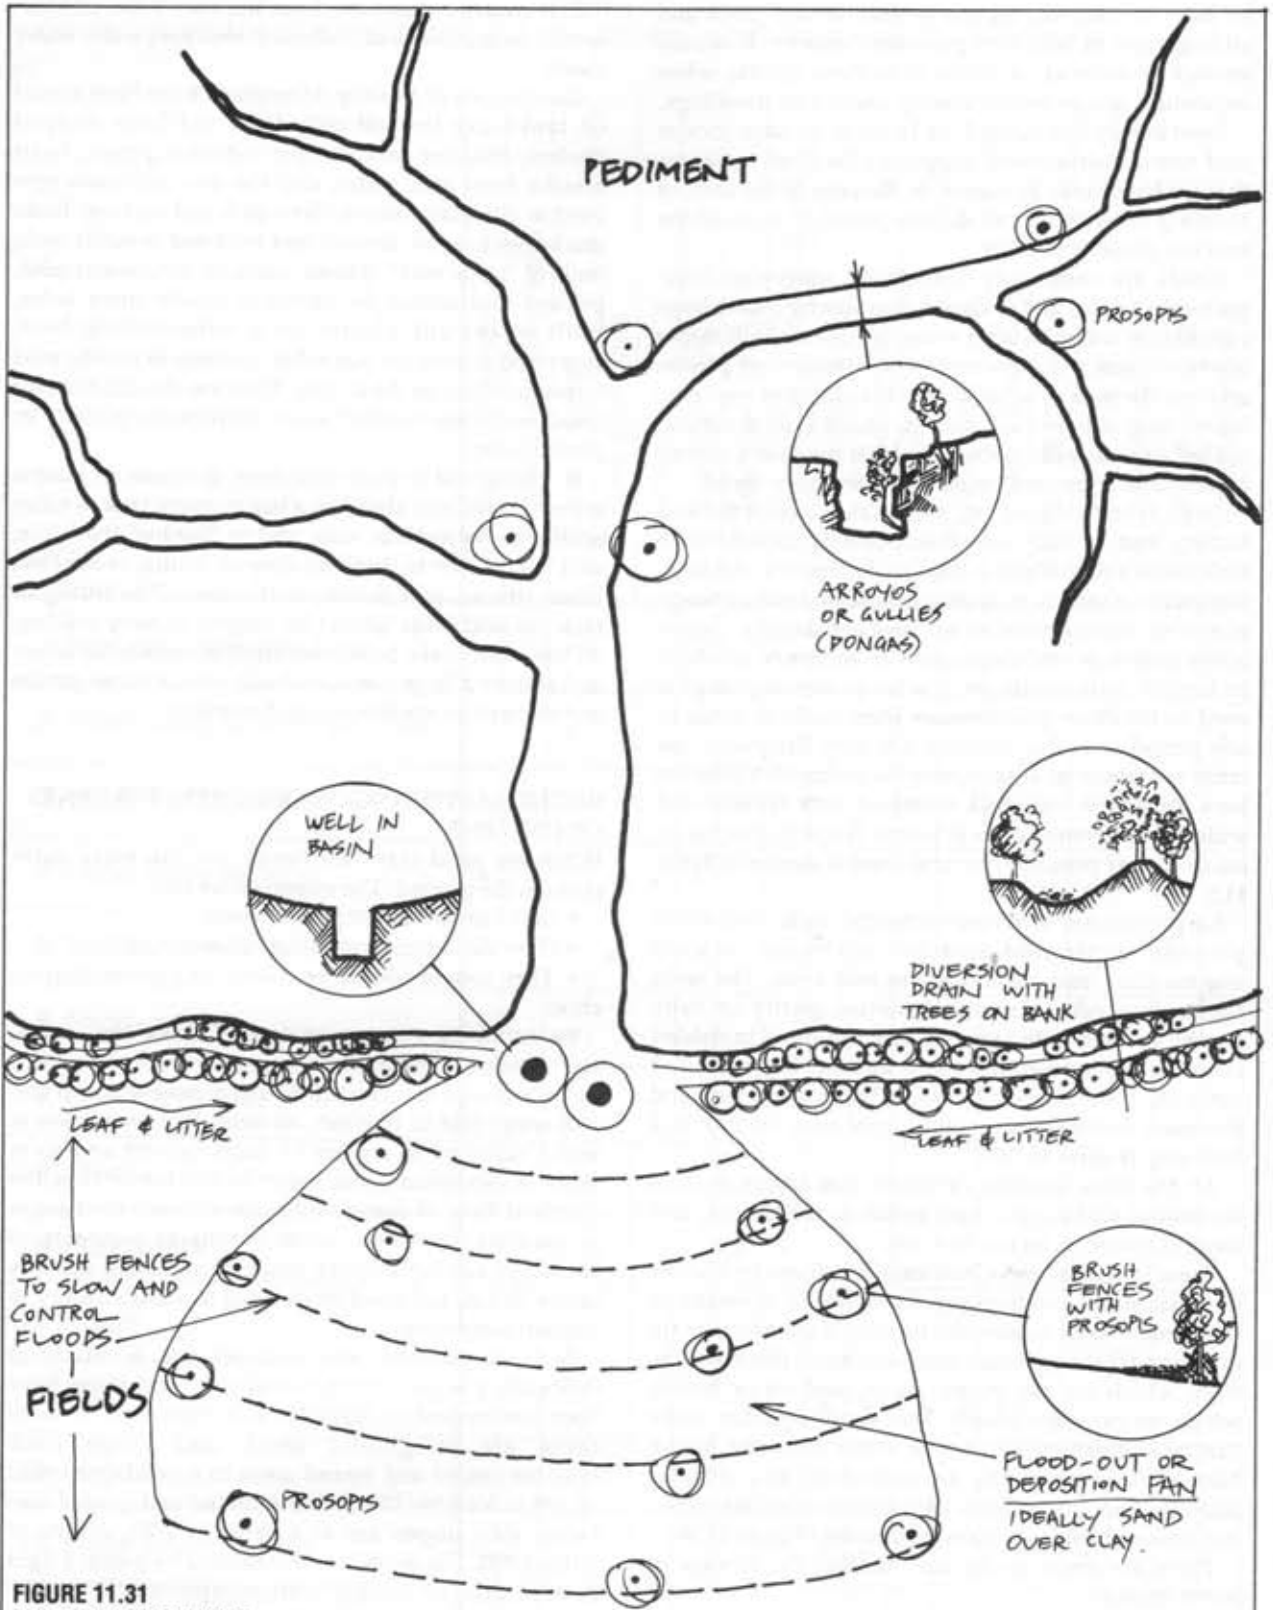 PEDIMENT
PROSOPIS
ARROYOS
OR GULLIES
(DONGAS)
WELL IN
BASIN
DIVERSION
DRAIN WITH
TREES ON BANK
LEAF & LITTER
LEAF & LITTER
BRUSH FENCES
TO SLOW AND
CONTROL
FLOODS
BRUSH
FENCES
WITH
PROSOPIS
FIELDS
FLOOD-OUT OR
DEPOSITION FAN
IDEALLY SAND
OVER CLAY.
PROSOPIS
FIGURE 11.31